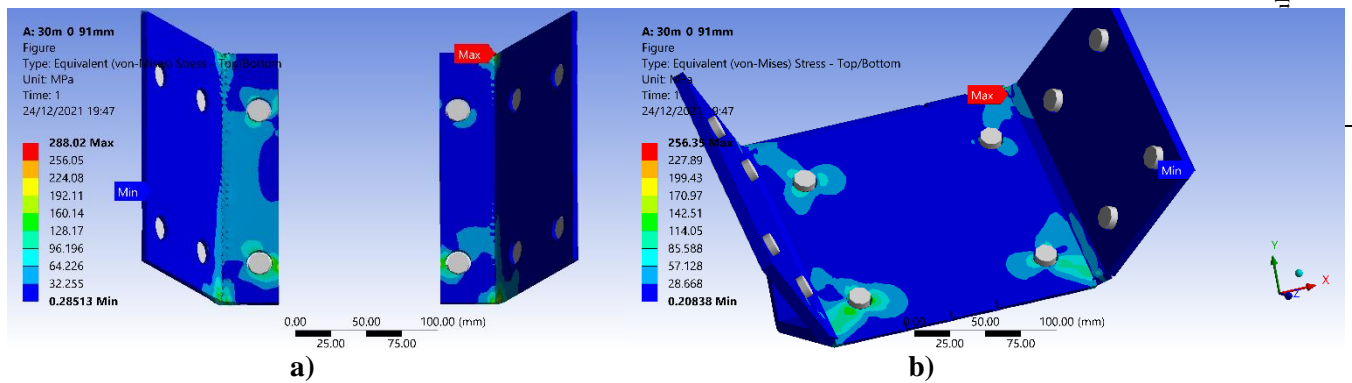 A: 30m 0 91mm
Figure
Type: Equivalent (von-Mises) Stress - Top/Bottom
Unit: MPa
Time: 1
24/12/2021 19:47
288.02 Max
256.05
224.08
192.11
160.14
128.17
96.196
64.226
32.255
0.28513 Min
Min
Max
0.00 50.00 100.00 (mm)
25.00 75.00
a)
A: 30m 0 91mm
Figure
Type: Equivalent (von-Mises) Stress - Top/Bottom
Time: 1
24/12/2021 19:47
256.35 Max
227.89
199.43
170.97
142.51
114.05
85.588
57.128
28.668
0.20838 Min
Max
Min
0.00 50.00 100.00 (mm)
25.00 75.00
Y
X
Z
b)